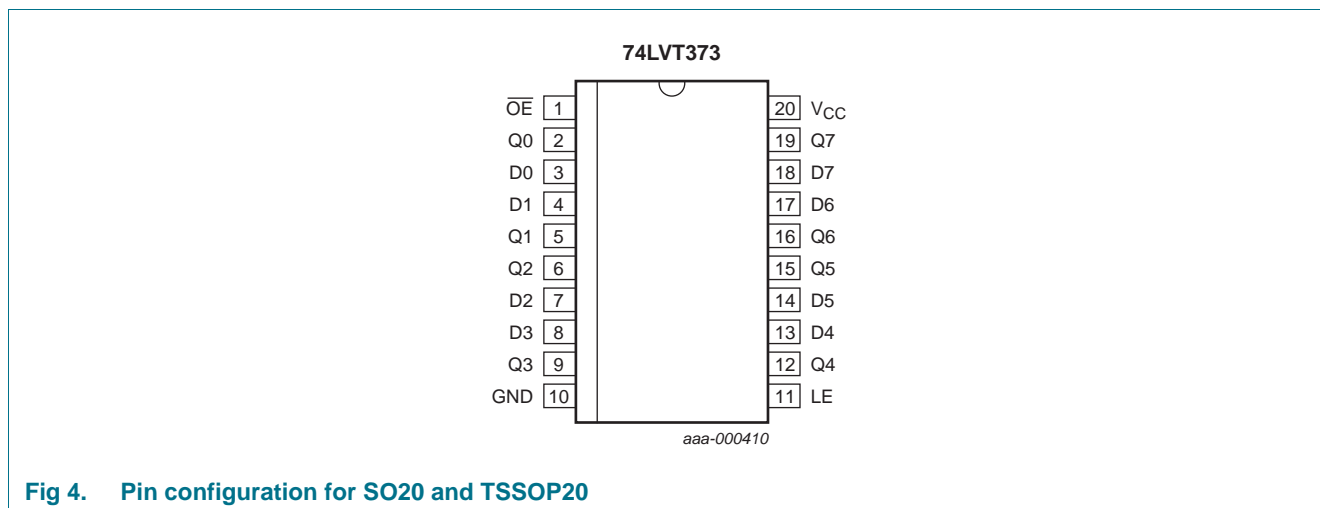 74LVT373
OE 1 20 VCC
Q0 2 19 Q7
D0 3 18 D7
D1 4 17 D6
Q1 5 16 Q6
Q2 6 15 Q5
D2 7 14 D5
D3 8 13 D4
Q3 9 12 Q4
GND 10 11 LE
aaa-000410
Fig 4. Pin configuration for SO20 and TSSOP20